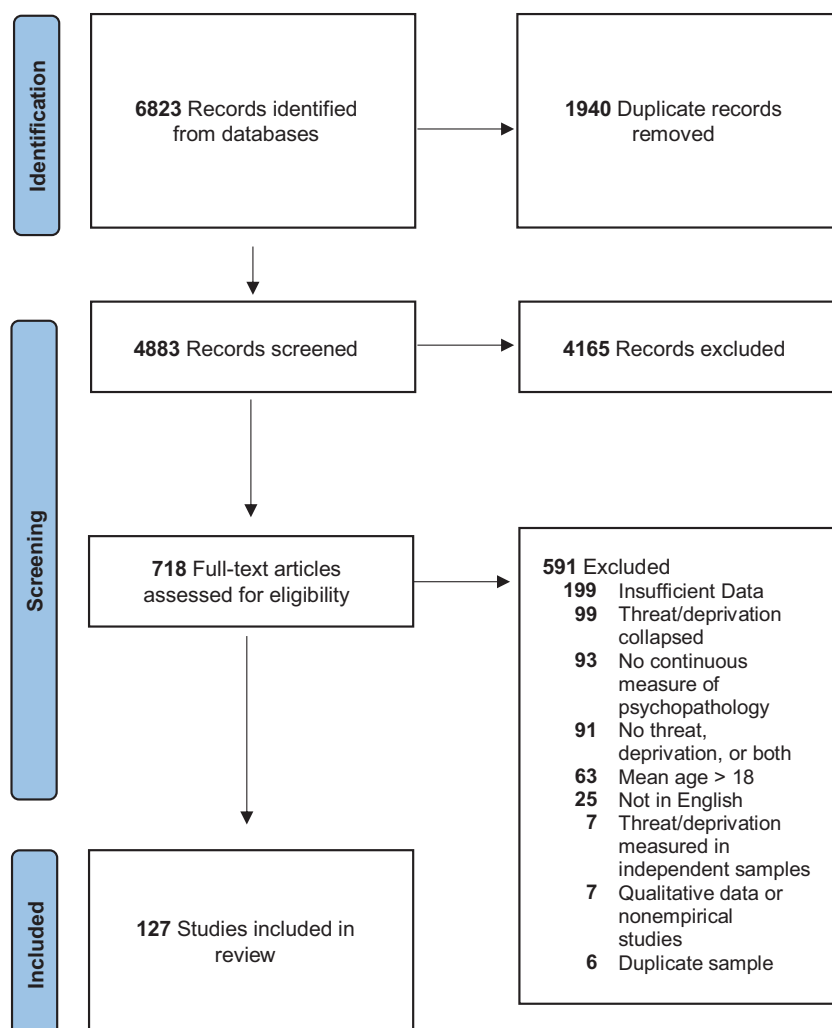 Identification
6823 Records identified
from databases
1940 Duplicate records
removed
Screening
4883 Records screened
4165 Records excluded
718 Full-text articles
assessed for eligibility
591 Excluded
199 Insufficient Data
99 Threat/deprivation
collapsed
93 No continuous
measure of
psychopathology
91 No threat,
deprivation, or both
63 Mean age > 18
25 Not in English
7 Threat/deprivation
measured in
independent samples
7 Qualitative data or
nonempirical
studies
6 Duplicate sample
Included
127 Studies included in
review